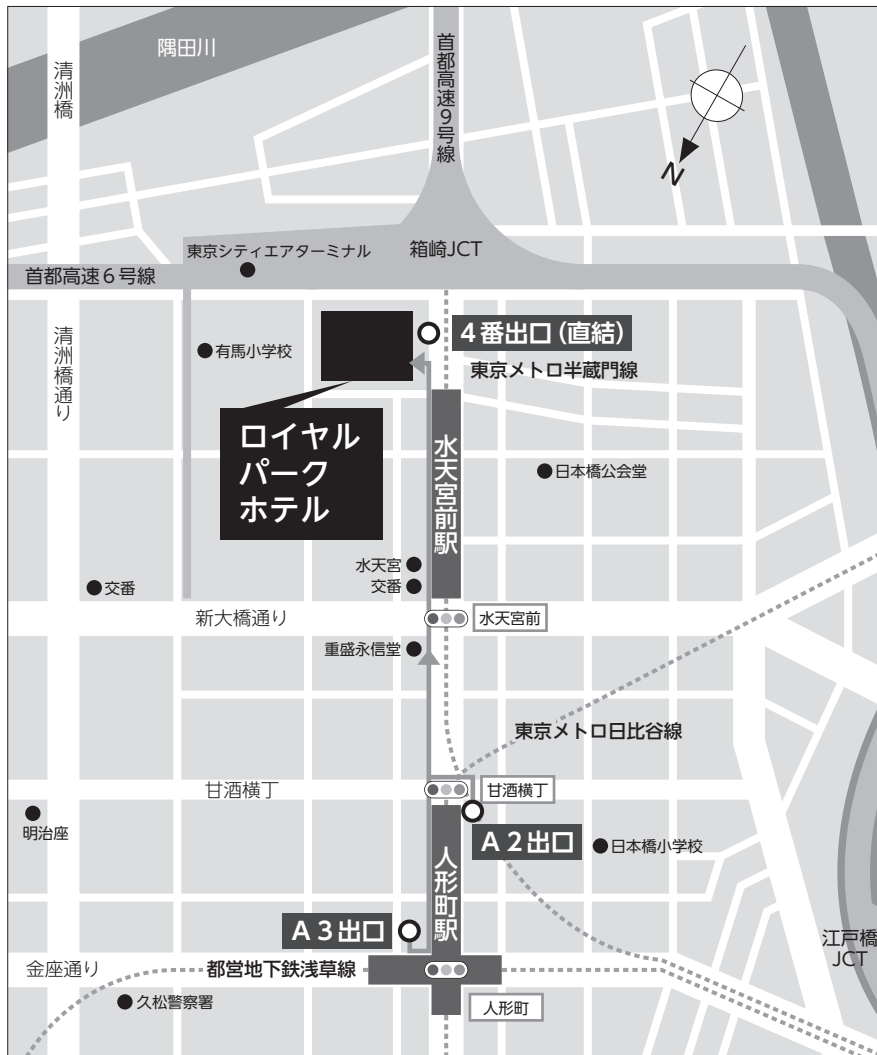 隅田川
清洲橋
首都高速9号線
N
東京シティエアターミナル
箱崎JCT
首都高速6号線
清洲橋通り
有馬小学校
4番出口(直結)
東京メトロ半蔵門線
ロイヤル
パーク
ホテル
水天宮前駅
日本橋公会堂
水天宮
交番
交番
新大橋通り
水天宮前
重盛永信堂
東京メトロ日比谷線
甘酒横丁
甘酒横丁
明治座
A2出口
日本橋小学校
人形町駅
A3出口
江戸橋
JCT
金座通り
都営地下鉄浅草線
久松警察署
人形町